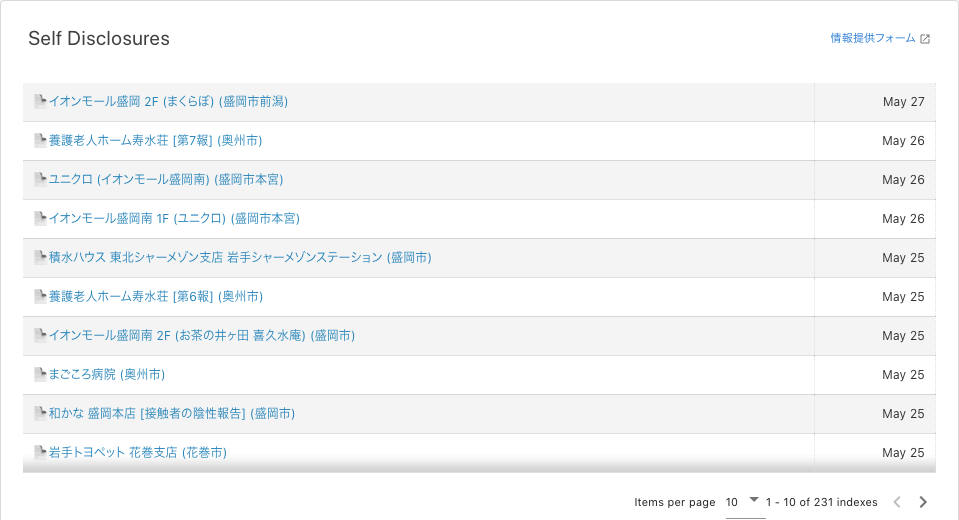 Self Disclosures
情報提供フォーム
イオンモール盛岡 2F (まくらぼ) (盛岡市前潟) May 27
養護老人ホーム寿水荘 [第7報] (奥州市) May 26
ユニクロ (イオンモール盛岡南) (盛岡市本宮) May 26
イオンモール盛岡南 1F (ユニクロ) (盛岡市本宮) May 26
積水ハウス 東北シャーメゾン支店 岩手シャーメゾンステーション (盛岡市) May 25
養護老人ホーム寿水荘 [第6報] (奥州市) May 25
イオンモール盛岡南 2F (お茶の井ヶ田 喜久水庵) (盛岡市) May 25
まごころ病院 (奥州市) May 25
和かな 盛岡本店 [接触者の陰性報告] (盛岡市) May 25
岩手トヨペット 花巻支店 (花巻市) May 25
Items per page 10 1 - 10 of 231 indexes